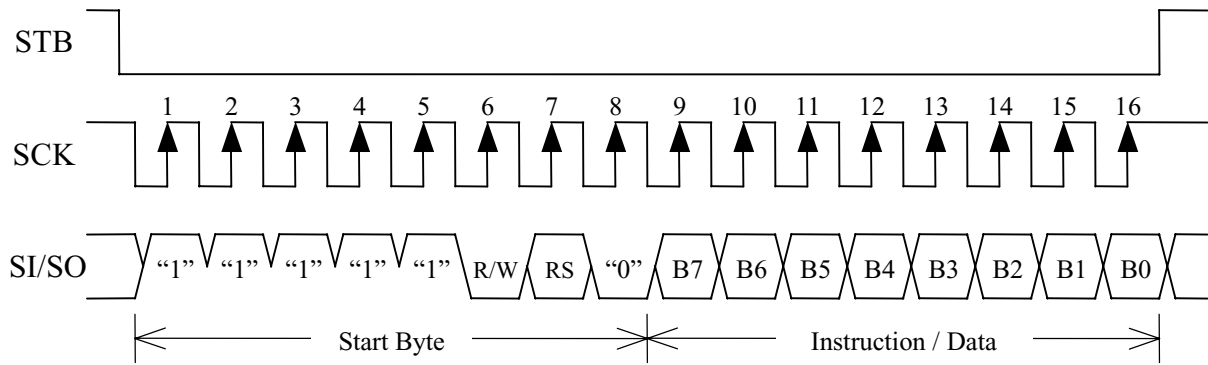 STB
1 2 3 4 5 6 7 8 9 10 11 12 13 14 15 16
SCK
SI/SO “1” “1” “1” “1” “1” R/W RS “0” B7 B6 B5 B4 B3 B2 B1 B0
Start Byte Instruction / Data